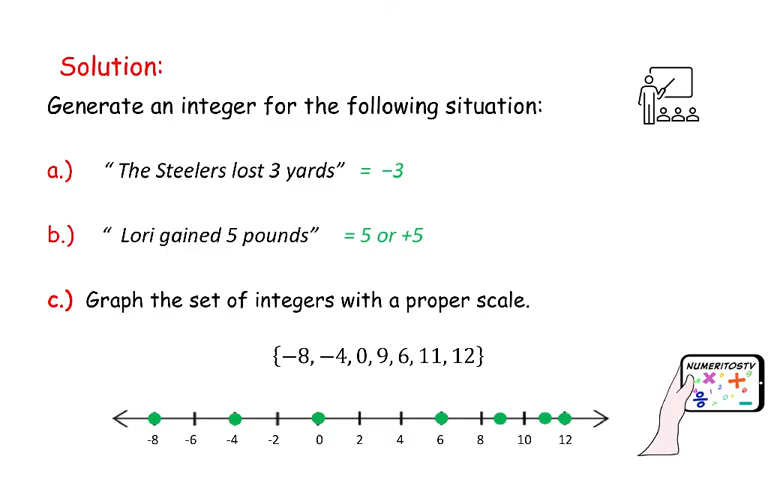 Solution:
Generate an integer for the following situation:
a.) “ The Steelers lost 3 yards” = −3
b.) “ Lori gained 5 pounds” = 5 or +5
c.) Graph the set of integers with a proper scale.
{−8, −4, 0, 9, 6, 11, 12}
NUMERITOSTV
-8 -6 -4 -2 0 2 4 6 8 10 12